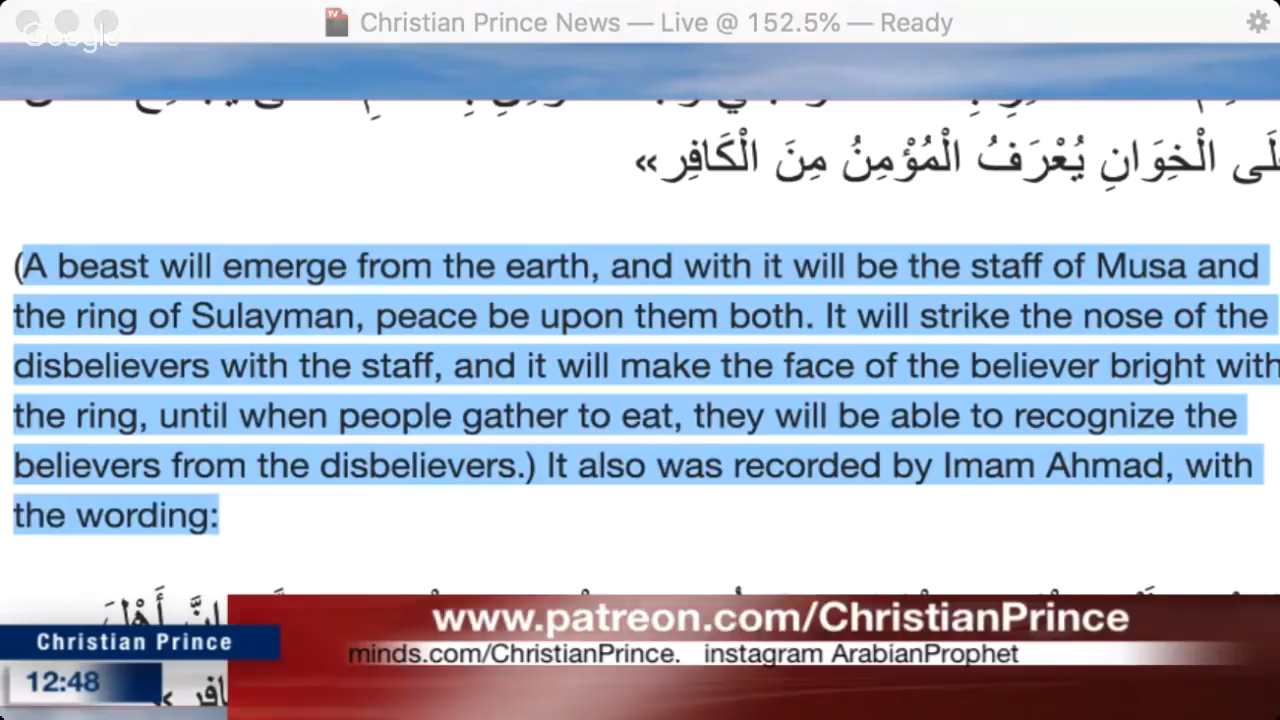 Google
Christian Prince News — Live @ 152.5% — Ready
الْخِوَانِ يُعْرَفُ الْمُؤْمِنُ مِنَ الْكَافِر»
(A beast will emerge from the earth, and with it will be the staff of Musa and
the ring of Sulayman, peace be upon them both. It will strike the nose of the
disbelievers with the staff, and it will make the face of the believer bright with
the ring, until when people gather to eat, they will be able to recognize the
believers from the disbelievers.) It also was recorded by Imam Ahmad, with
the wording:
إِنَّ أَهْلَ
www.patreon.com/ChristianPrince
Christian Prince
minds.com/ChristianPrince. instagram ArabianProphet
12:48